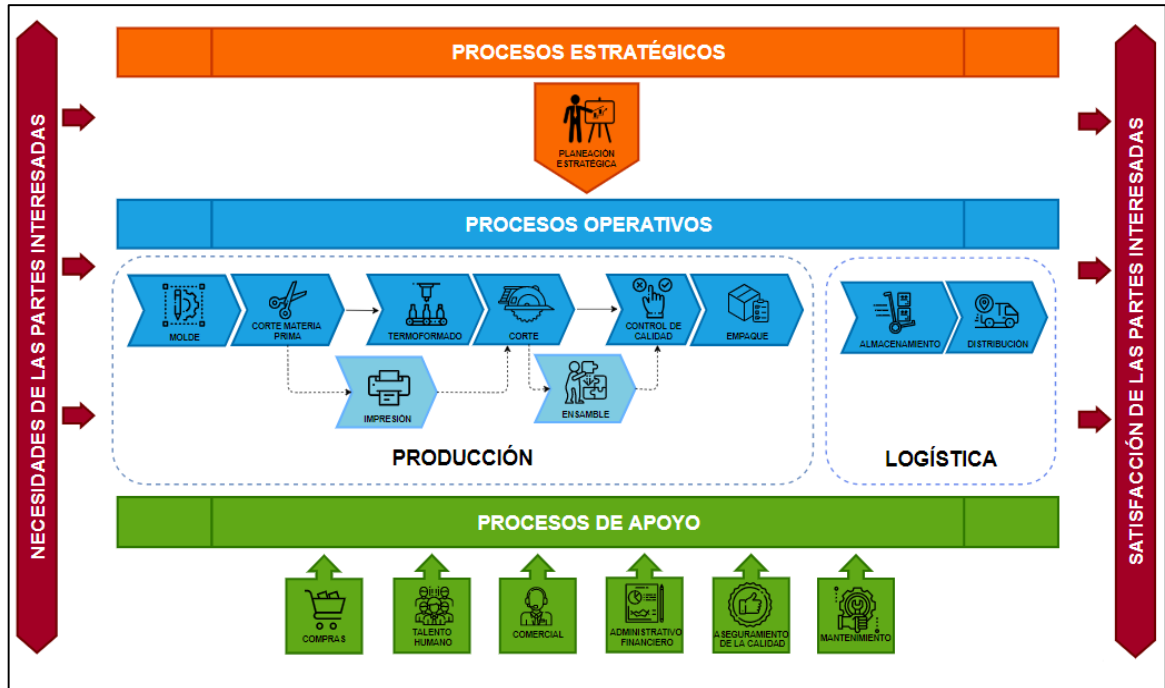 NECESIDADES DE LAS PARTES INTERESADAS
PROCESOS ESTRATÉGICOS
PLANEACIÓN
ESTRATÉGICA
PROCESOS OPERATIVOS
MOLDE
CORTE MATERIA
PRIMA
TERMOFORMADO
CORTE
CONTROL DE
CALIDAD
EMPAQUE
IMPRESIÓN
ENSAMBLE
PRODUCCIÓN
ALMACENAMIENTO
DISTRIBUCIÓN
LOGÍSTICA
PROCESOS DE APOYO
COMPRAS
TALENTO
HUMANO
COMERCIAL
ADMINISTRATIVO
FINANCIERO
ASEGURAMIENTO
DE LA CALIDAD
MANTENIMIENTO
SATISFACCIÓN DE LAS PARTES INTERESADAS